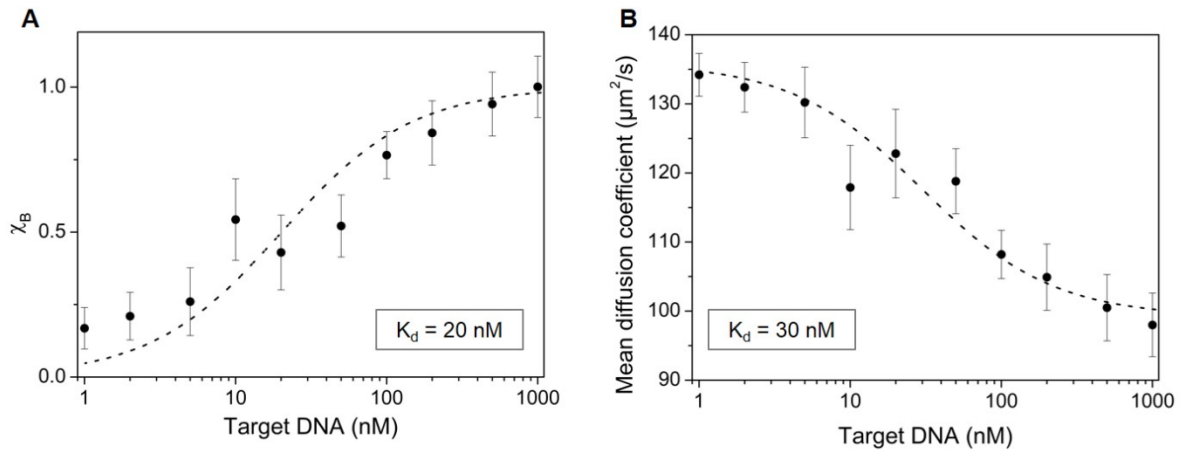 A
χB
1.0
0.5
0.0
Kd = 20 nM
1 10 100 1000
Target DNA (nM)
B
Mean diffusion coefficient (µm²/s)
140
130
120
110
100
90
Kd = 30 nM
1 10 100 1000
Target DNA (nM)